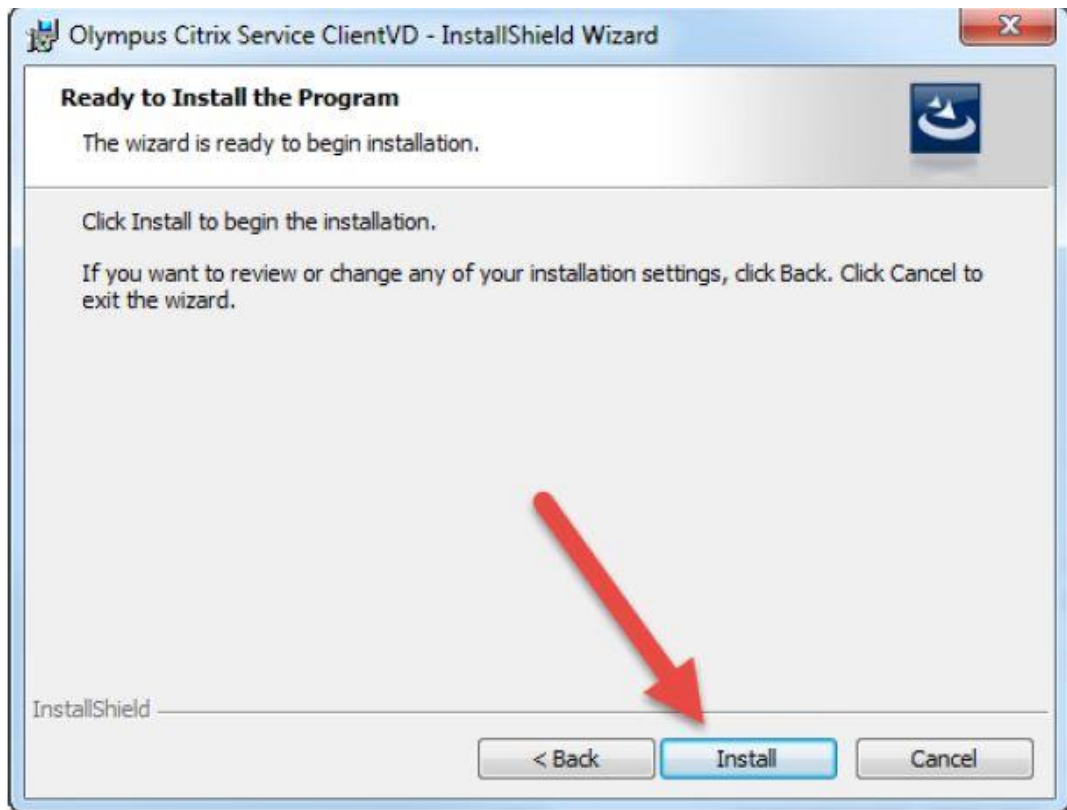 Olympus Citrix Service ClientVD - InstallShield Wizard
Ready to Install the Program
The wizard is ready to begin installation.
Click Install to begin the installation.
If you want to review or change any of your installation settings, click Back. Click Cancel to
exit the wizard.
InstallShield
< Back Install Cancel